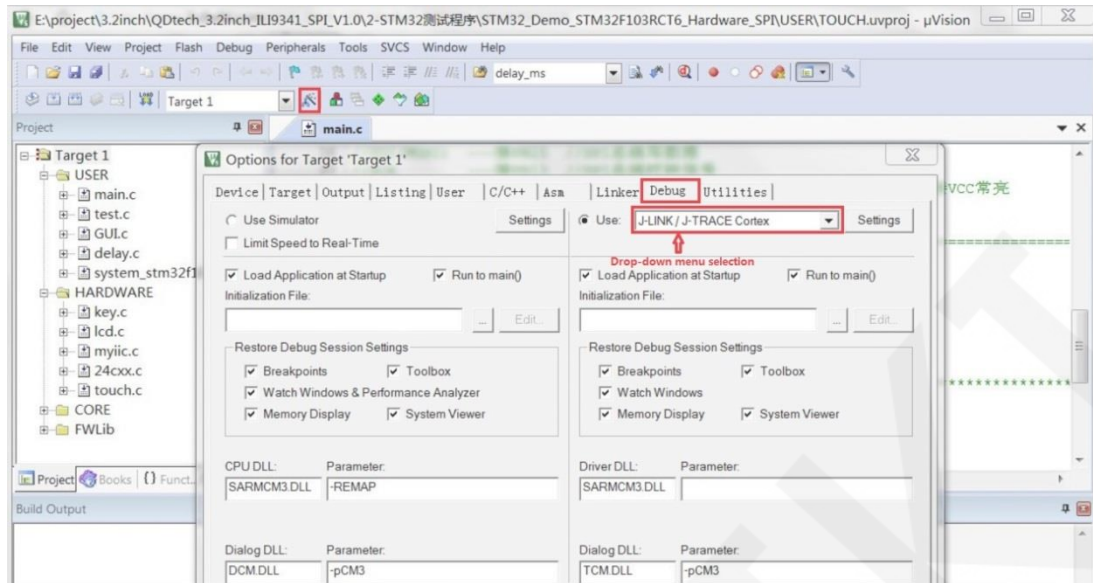 E:\project\3.2inch\QDtech_3.2inch_ILI9341_SPI_V1.0\2-STM32测试程序\STM32_Demo_STM32F103RCT6_Hardware_SPI\USER\TOUCH.uvproj - µVision
File Edit View Project Flash Debug Peripherals Tools SVCS Window Help
delay_ms
Target 1
Project
main.c
Target 1
USER
main.c
test.c
GUI.c
delay.c
system_stm32f1
HARDWARE
key.c
lcd.c
myiic.c
24cxx.c
touch.c
CORE
FWLib
Project Books {} Funct..
Build Output
vcc常亮
Options for Target 'Target 1'
Device Target Output Listing User C/C++ Asm Linker Debug Utilities
Use Simulator Settings
Limit Speed to Real-Time
Load Application at Startup Run to main()
Initialization File:
... Edit...
Restore Debug Session Settings
Breakpoints Toolbox
Watch Windows & Performance Analyzer
Memory Display System Viewer
CPU DLL: Parameter:
SARMCM3.DLL -REMAP
Dialog DLL: Parameter:
DCM.DLL -pCM3
Use: J-LINK / J-TRACE Cortex Settings
Drop-down menu selection
Load Application at Startup Run to main()
Initialization File:
... Edit...
Restore Debug Session Settings
Breakpoints Toolbox
Watch Windows
Memory Display System Viewer
Driver DLL: Parameter:
SARMCM3.DLL
Dialog DLL: Parameter:
TCM.DLL -pCM3